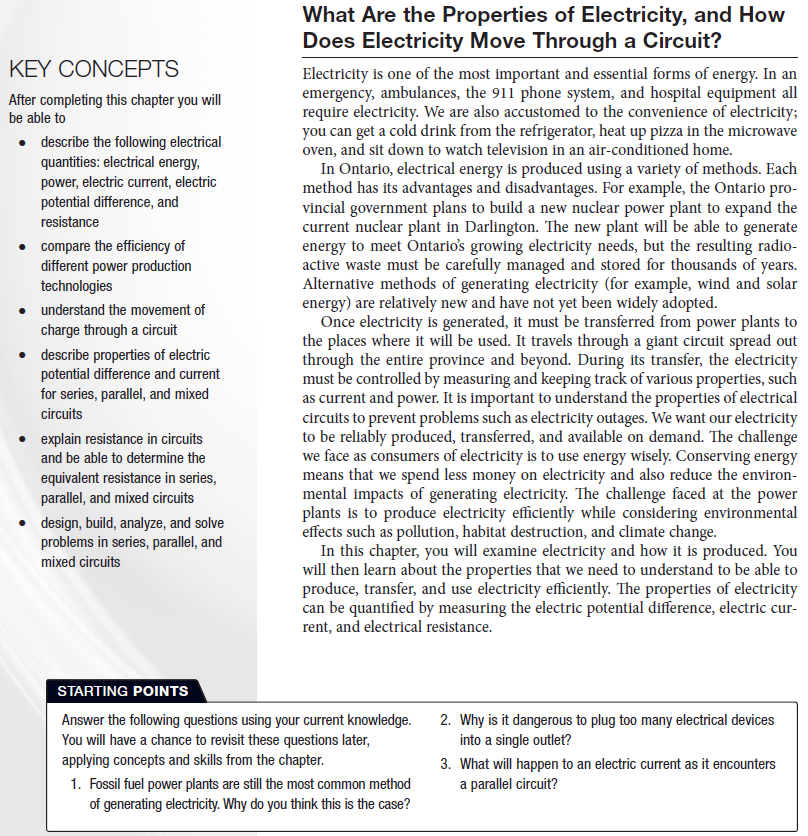 What Are the Properties of Electricity, and How
Does Electricity Move Through a Circuit?
KEY CONCEPTS
After completing this chapter you will
be able to
• describe the following electrical
quantities: electrical energy,
power, electric current, electric
potential difference, and
resistance
• compare the efficiency of
different power production
technologies
• understand the movement of
charge through a circuit
• describe properties of electric
potential difference and current
for series, parallel, and mixed
circuits
• explain resistance in circuits
and be able to determine the
equivalent resistance in series,
parallel, and mixed circuits
• design, build, analyze, and solve
problems in series, parallel, and
mixed circuits
Electricity is one of the most important and essential forms of energy. In an
emergency, ambulances, the 911 phone system, and hospital equipment all
require electricity. We are also accustomed to the convenience of electricity;
you can get a cold drink from the refrigerator, heat up pizza in the microwave
oven, and sit down to watch television in an air-conditioned home.
In Ontario, electrical energy is produced using a variety of methods. Each
method has its advantages and disadvantages. For example, the Ontario pro-
vincial government plans to build a new nuclear power plant to expand the
current nuclear plant in Darlington. The new plant will be able to generate
energy to meet Ontario's growing electricity needs, but the resulting radio-
active waste must be carefully managed and stored for thousands of years.
Alternative methods of generating electricity (for example, wind and solar
energy) are relatively new and have not yet been widely adopted.
Once electricity is generated, it must be transferred from power plants to
the places where it will be used. It travels through a giant circuit spread out
through the entire province and beyond. During its transfer, the electricity
must be controlled by measuring and keeping track of various properties, such
as current and power. It is important to understand the properties of electrical
circuits to prevent problems such as electricity outages. We want our electricity
to be reliably produced, transferred, and available on demand. The challenge
we face as consumers of electricity is to use energy wisely. Conserving energy
means that we spend less money on electricity and also reduce the environ-
mental impacts of generating electricity. The challenge faced at the power
plants is to produce electricity efficiently while considering environmental
effects such as pollution, habitat destruction, and climate change.
In this chapter, you will examine electricity and how it is produced. You
will then learn about the properties that we need to understand to be able to
produce, transfer, and use electricity efficiently. The properties of electricity
can be quantified by measuring the electric potential difference, electric cur-
rent, and electrical resistance.
STARTING POINTS
Answer the following questions using your current knowledge.
You will have a chance to revisit these questions later,
applying concepts and skills from the chapter.
1. Fossil fuel power plants are still the most common method
of generating electricity. Why do you think this is the case?
2. Why is it dangerous to plug too many electrical devices
into a single outlet?
3. What will happen to an electric current as it encounters
a parallel circuit?